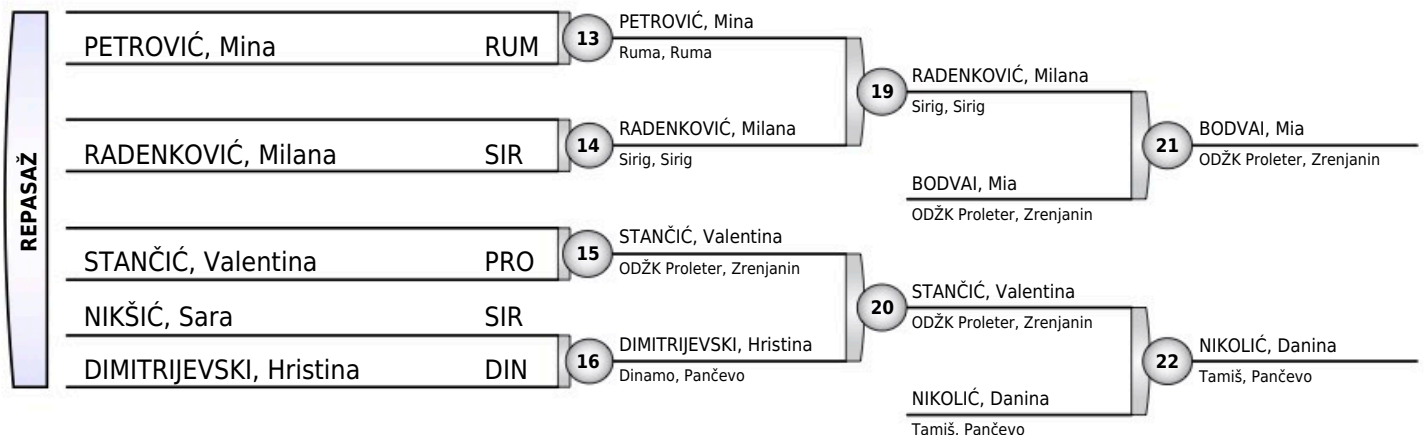 REPASAŽ
PETROVIĆ, Mina RUM
RADENKOVIĆ, Milana SIR
STANČIĆ, Valentina PRO
NIKŠIĆ, Sara SIR
DIMITRIJEVSKI, Hristina DIN
13
PETROVIĆ, Mina
Ruma, Ruma
14
RADENKOVIĆ, Milana
Sirig, Sirig
15
STANČIĆ, Valentina
ODŽK Proleter, Zrenjanin
16
DIMITRIJEVSKI, Hristina
Dinamo, Pančevo
19
RADENKOVIĆ, Milana
Sirig, Sirig
BODVAI, Mia
ODŽK Proleter, Zrenjanin
20
STANČIĆ, Valentina
ODŽK Proleter, Zrenjanin
NIKOLIĆ, Danina
Tamiš, Pančevo
21
BODVAI, Mia
ODŽK Proleter, Zrenjanin
22
NIKOLIĆ, Danina
Tamiš, Pančevo